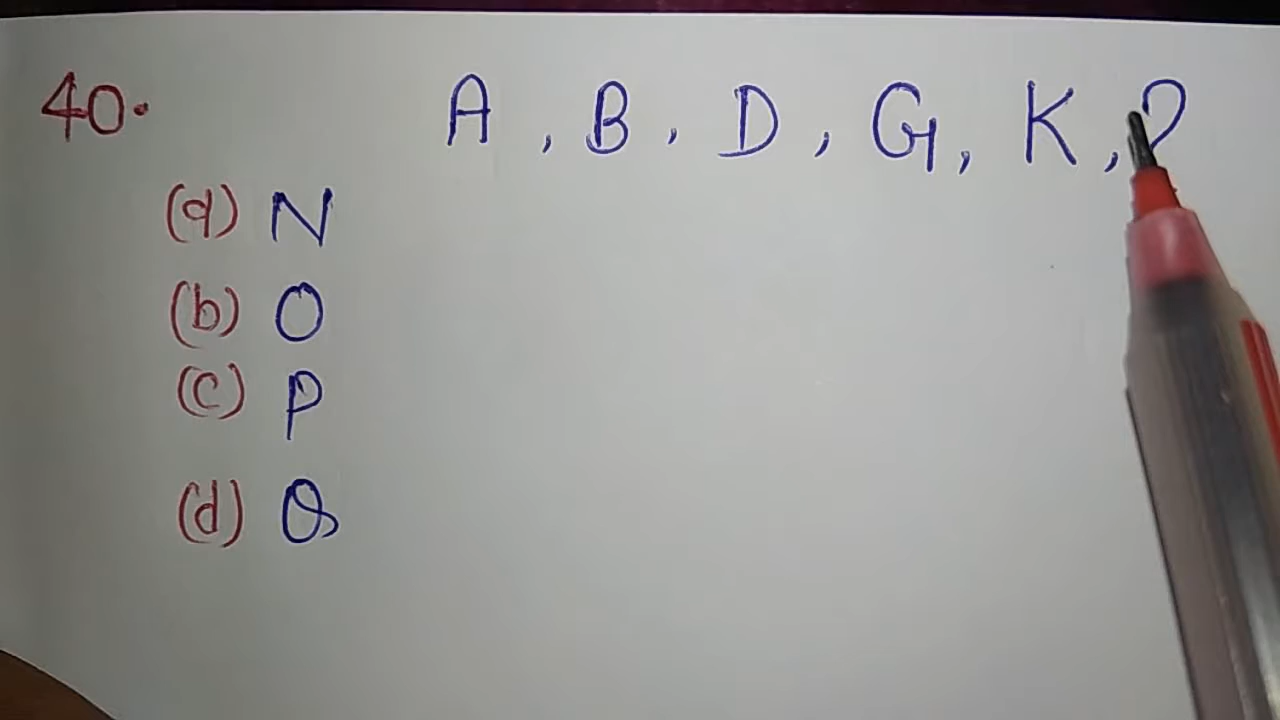 40. A, B, D, G, K, ?
(a) N
(b) O
(c) P
(d) Q